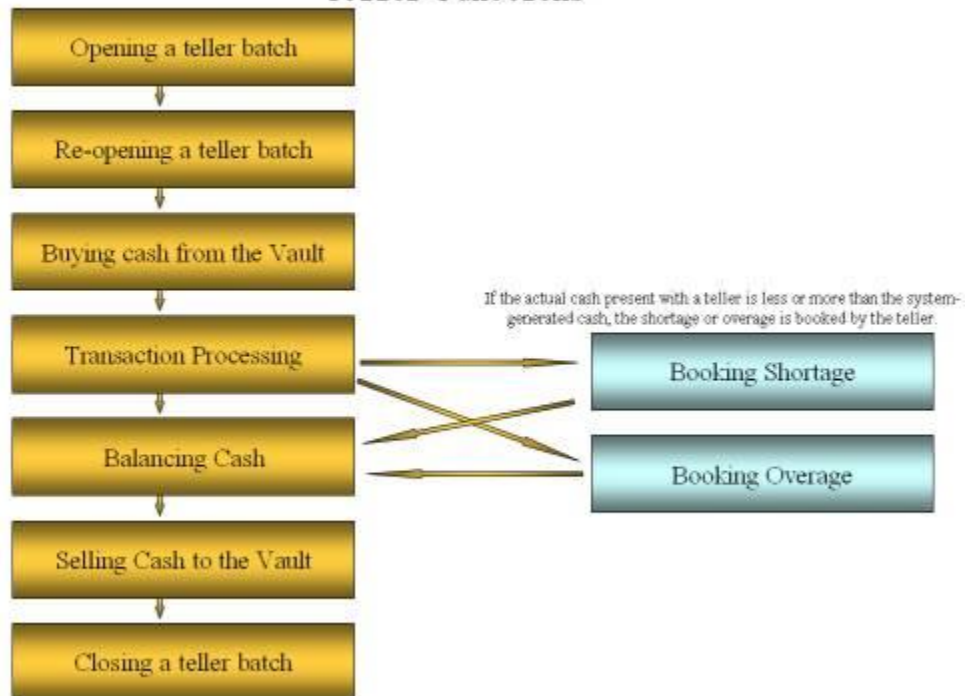 Opening a teller batch
Re-opening a teller batch
Buying cash from the Vault
If the actual cash present with a teller is less or more than the system-
generated cash, the shortage or overage is booked by the teller.
Transaction Processing
Booking Shortage
Balancing Cash
Booking Overage
Selling Cash to the Vault
Closing a teller batch